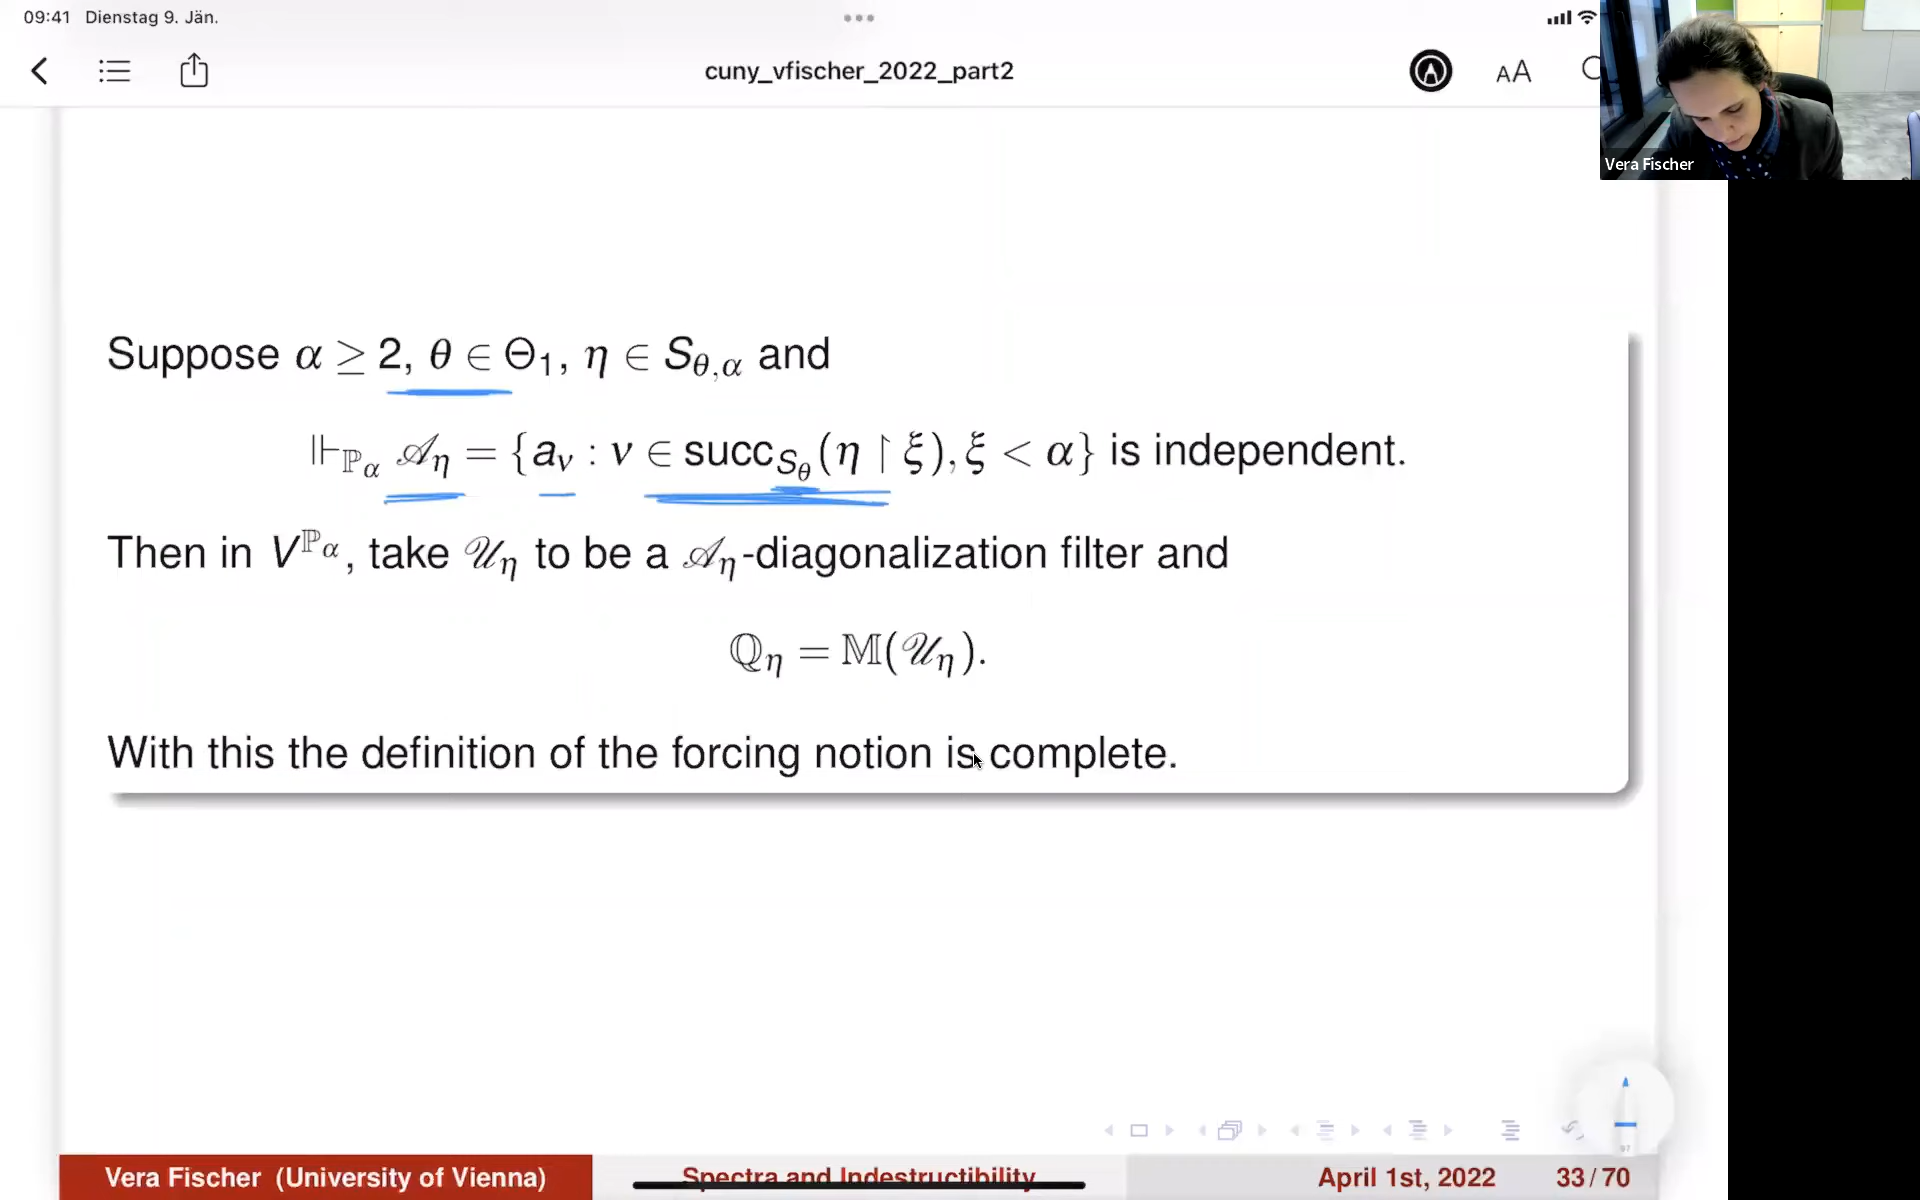 09:41 Dienstag 9. Jän.
cuny_vfischer_2022_part2
AA
Vera Fischer
Suppose α ≥ 2, θ ∈ Θ₁, η ∈ S_{θ,α} and
⊩_{ℙ_α} 𝒜_η = {a_ν : ν ∈ succ_{S_θ}(η ↾ ξ), ξ < α} is independent.
Then in V^{ℙ_α}, take 𝒰_η to be a 𝒜_η-diagonalization filter and
ℚ_η = 𝕄(𝒰_η).
With this the definition of the forcing notion is complete.
Vera Fischer (University of Vienna) Spectra and Indestructibility April 1st, 2022 33 / 70